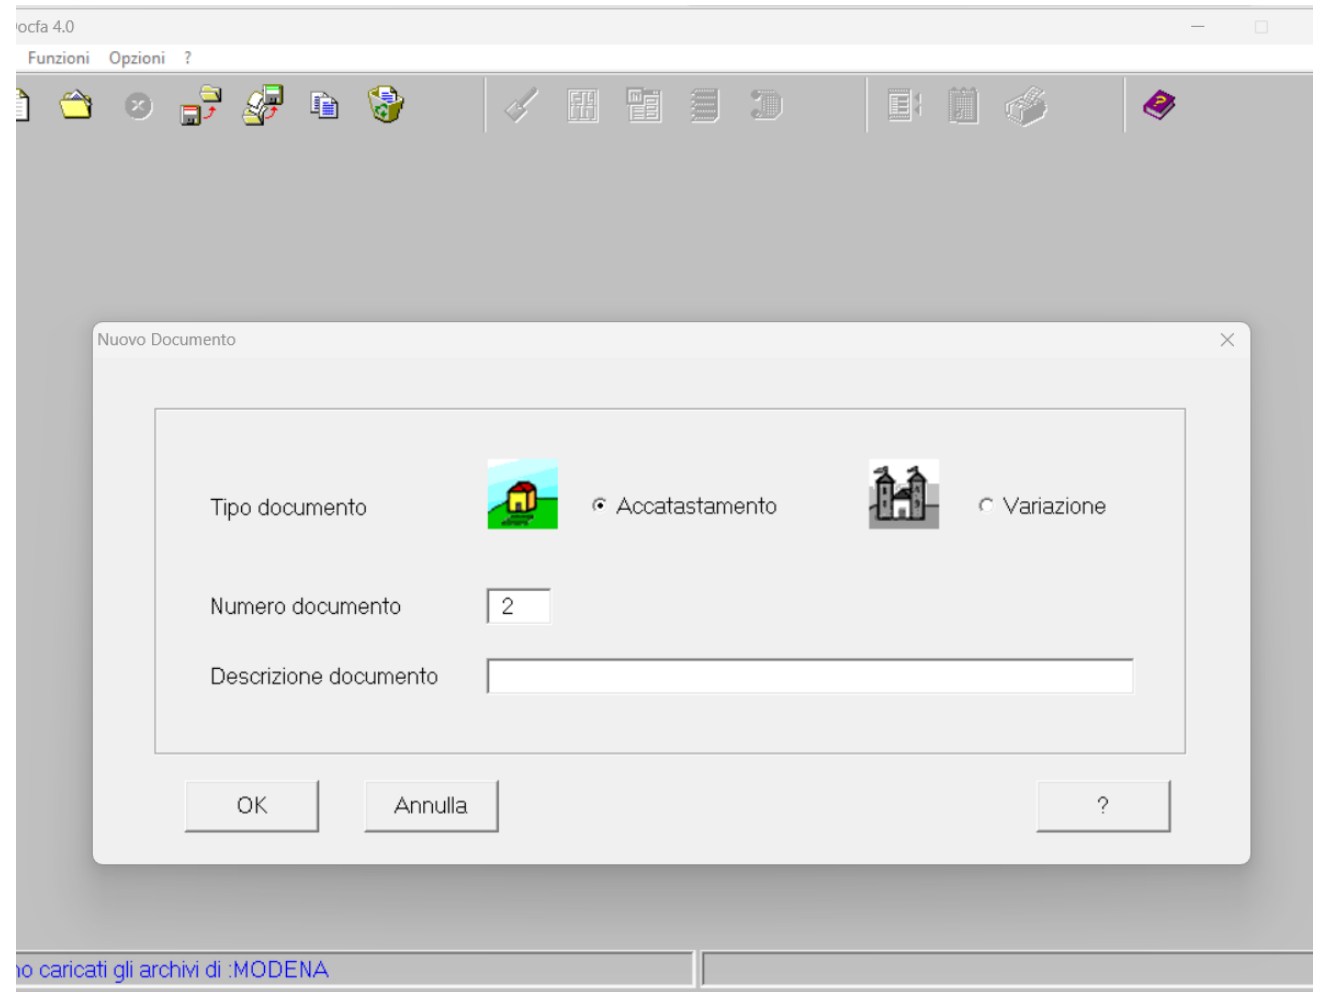 ocfa 4.0
Funzioni Opzioni ?
Nuovo Documento
Tipo documento Accatastamento Variazione
Numero documento 2
Descrizione documento
OK Annulla ?
no caricati gli archivi di :MODENA